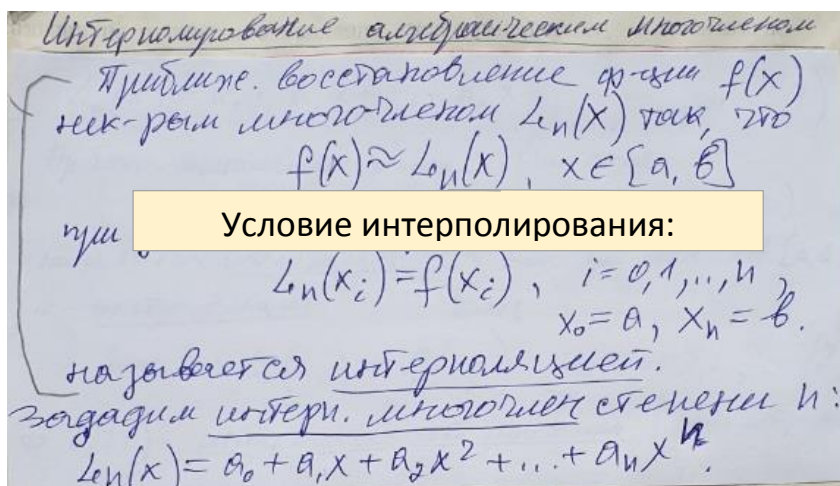 Интерполирование алгебраическим многочленом
Приближ. восстановление ф-ции f(x)
нек-рым многочленом Ln(x) так, что
f(x) ≈ Ln(x), x ∈ [a, b]
при
Условие интерполирования:
Ln(xi) = f(xi), i = 0, 1, .., n,
x0 = a, xn = b.
называется интерполяцией.
Зададим интерп. многочлен степени n:
Ln(x) = a0 + a1x + a2x² + ... + anxⁿ.